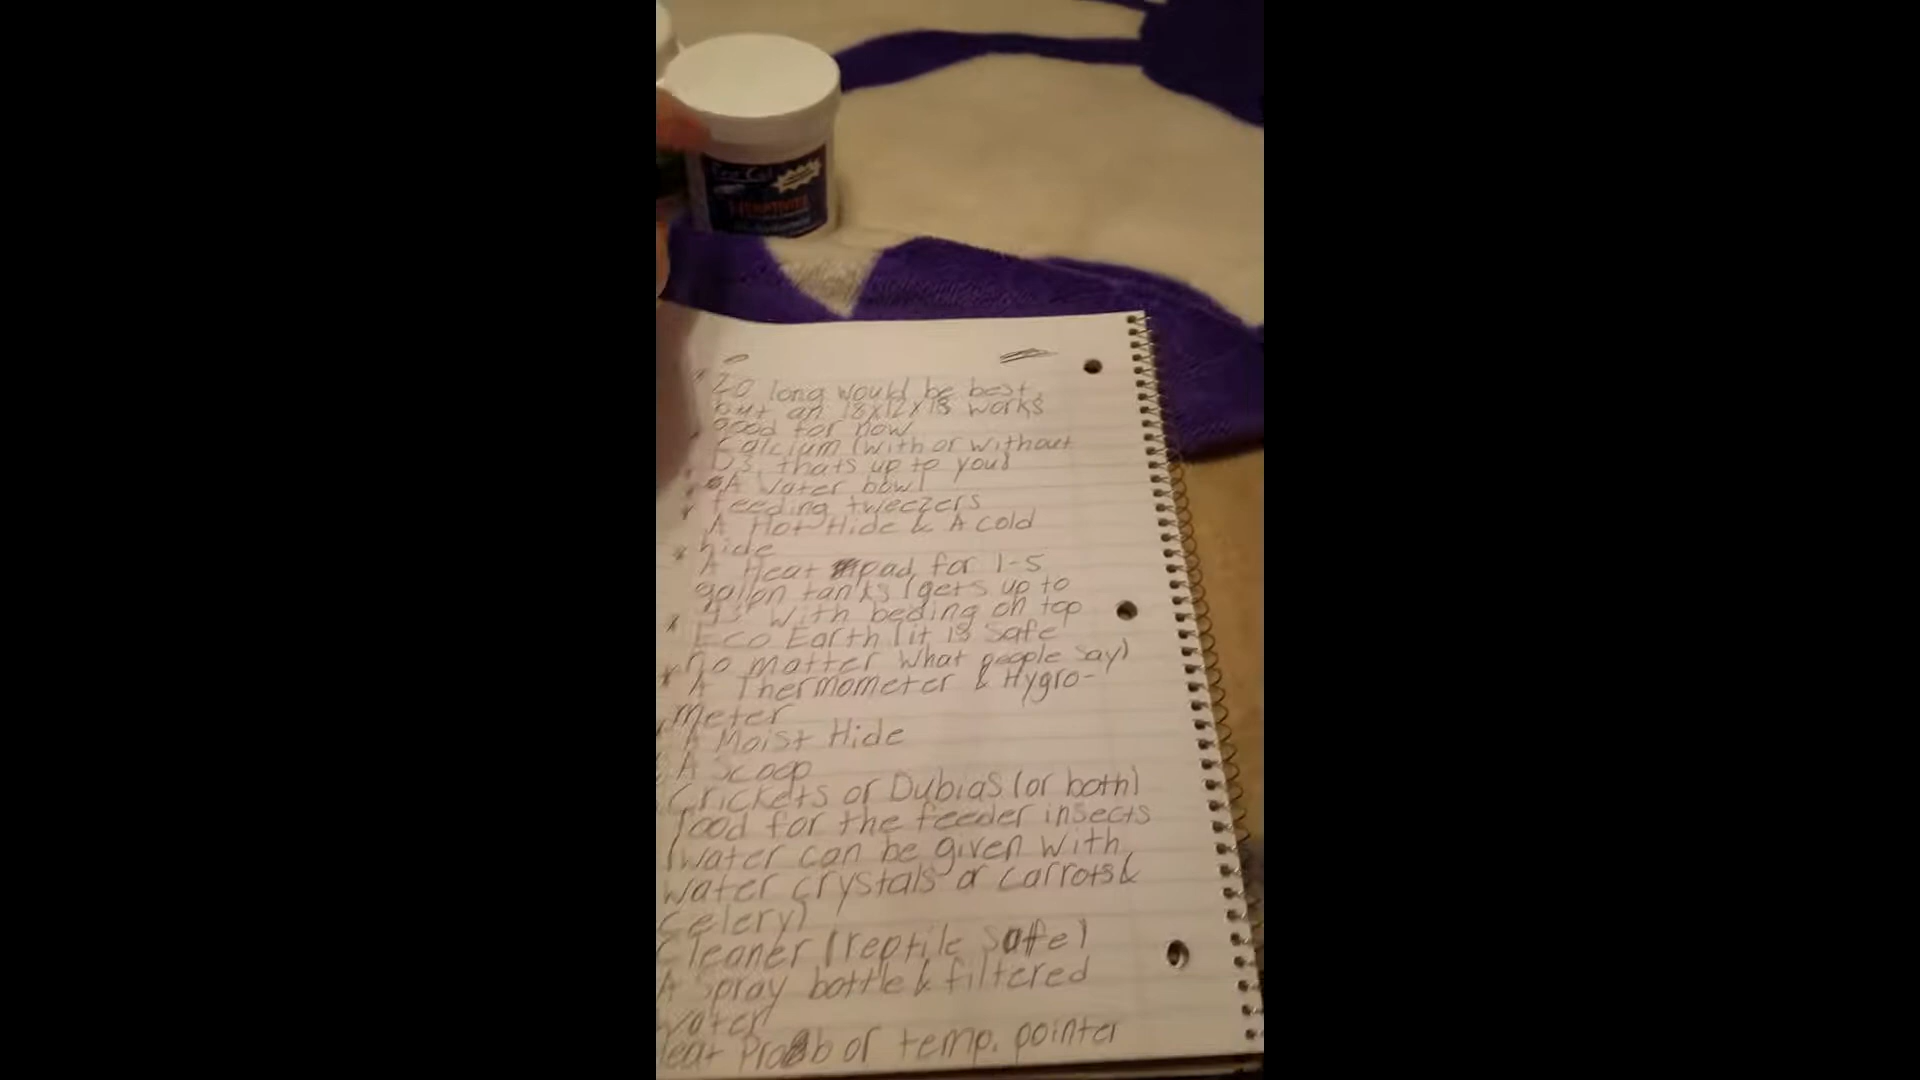 Rep-Cal
20 long would be best,
but an 18x12x18 works
good for now
Calcium (with or without
D3, thats up to you)
A Water bowl
feeding tweezers
A Hot Hide & A cold
hide
A Heat pad, for 1-5
gallon tanks (gets up to
with beding on top
Eco Earth (it is safe
no matter what people say)
A Thermometer & Hygro-
meter
A Moist Hide
A Scoop
Crickets or Dubias (or both)
food for the feeder insects
(water can be given with
water crystals or carrots &
celery)
Cleaner (reptile safe)
A Spray bottle & filtered
water
Heat Prob or temp. pointer